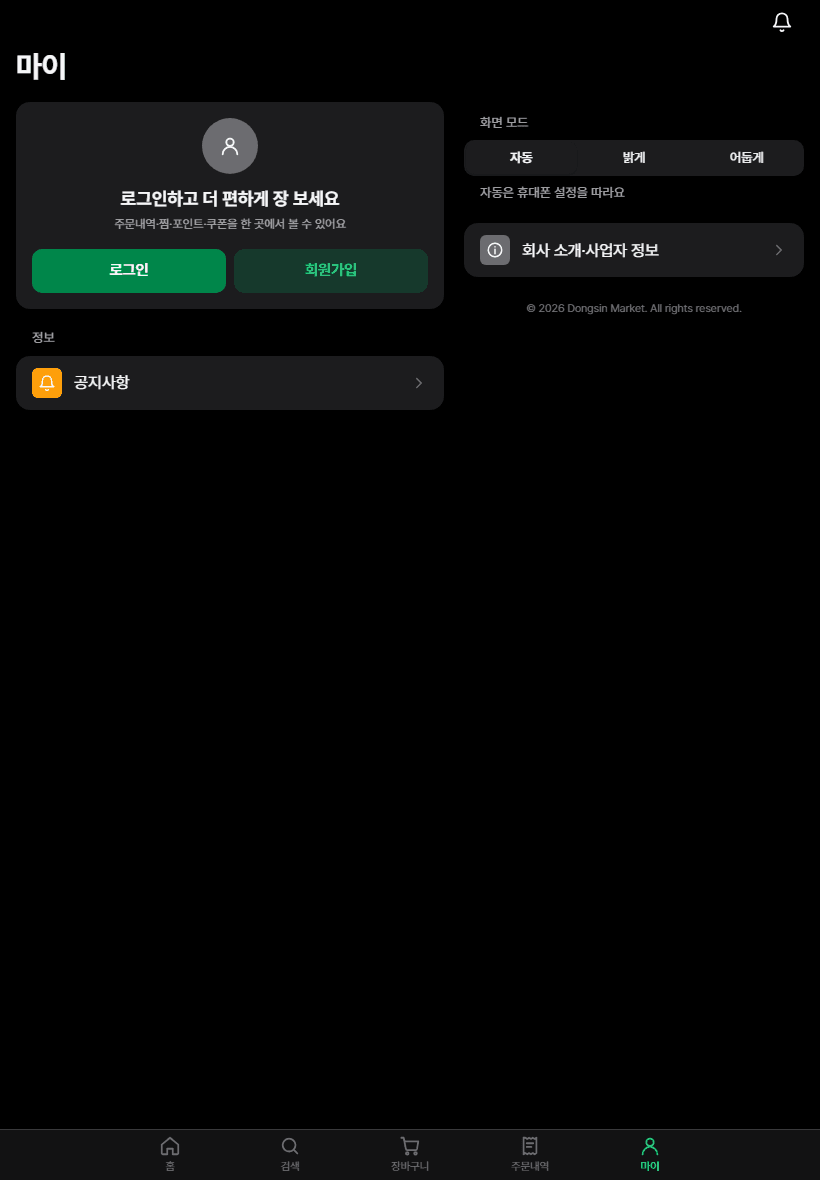 마이
로그인하고 더 편하게 장 보세요
주문내역·찜·포인트·쿠폰을 한 곳에서 볼 수 있어요
로그인
회원가입
정보
공지사항
화면 모드
자동
밝게
어둡게
자동은 휴대폰 설정을 따라요
회사 소개·사업자 정보
© 2026 Dongsin Market. All rights reserved.
홈
검색
장바구니
주문내역
마이